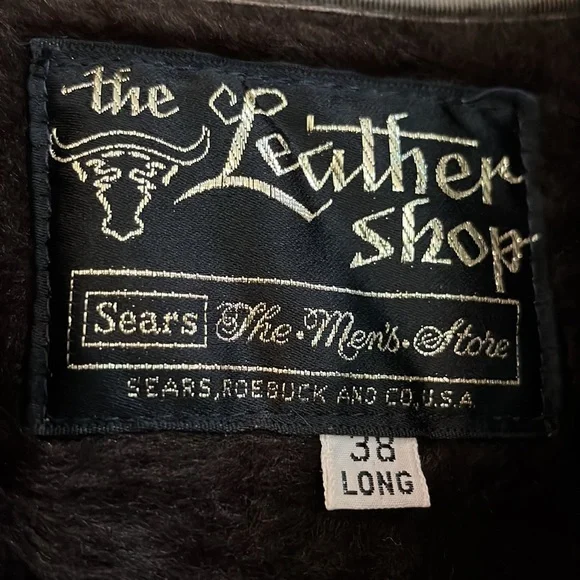 the Leather
Shop
Sears The • Men's • Store
SEARS, ROEBUCK AND CO, U.S.A.
38
LONG